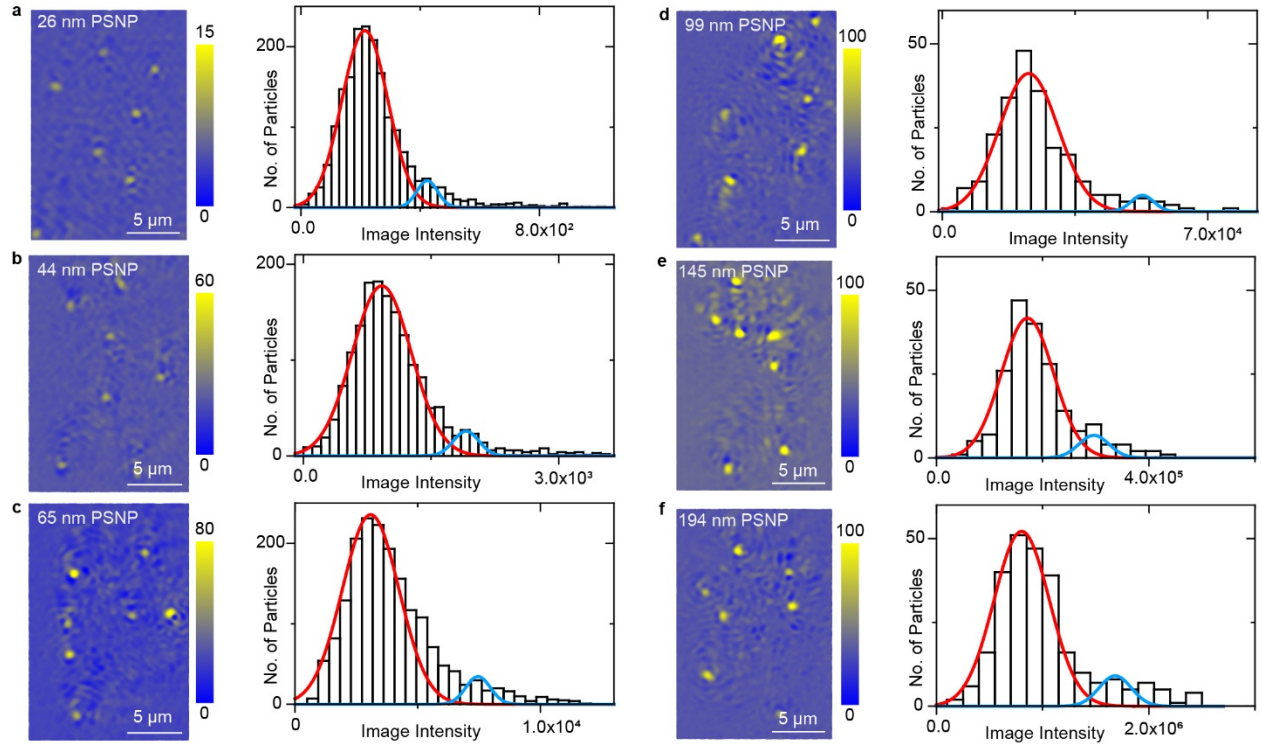 a
26 nm PSNP
15
0
5 µm
No. of Particles
200
0
0.0
8.0x10²
Image Intensity
b
44 nm PSNP
60
0
5 µm
No. of Particles
200
0
0.0
3.0x10³
Image Intensity
c
65 nm PSNP
80
0
5 µm
No. of Particles
200
0
0
1.0x10⁴
Image Intensity
d
99 nm PSNP
100
0
5 µm
No. of Particles
50
0
0.0
7.0x10⁴
Image Intensity
e
145 nm PSNP
100
0
5 µm
No. of Particles
50
0
0.0
4.0x10⁵
Image Intensity
f
194 nm PSNP
100
0
5 µm
No. of Particles
50
0
0.0
2.0x10⁶
Image Intensity